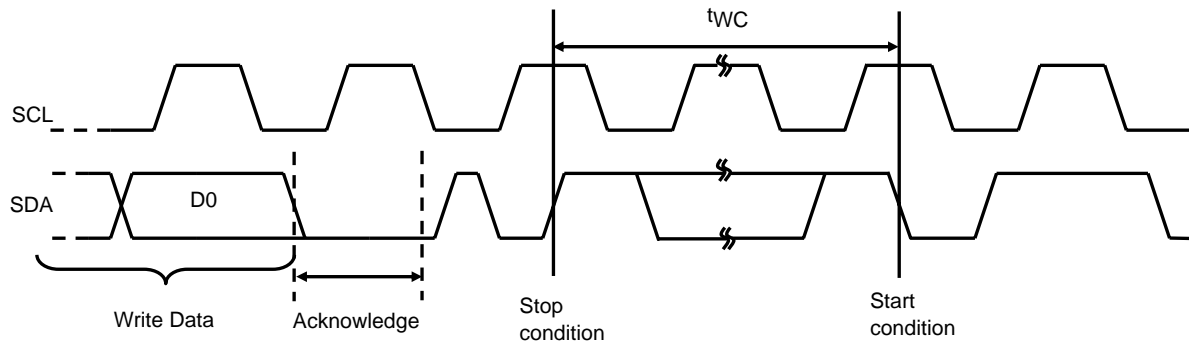 tWC
SCL
SDA
D0
Write Data
Acknowledge
Stop
condition
Start
condition